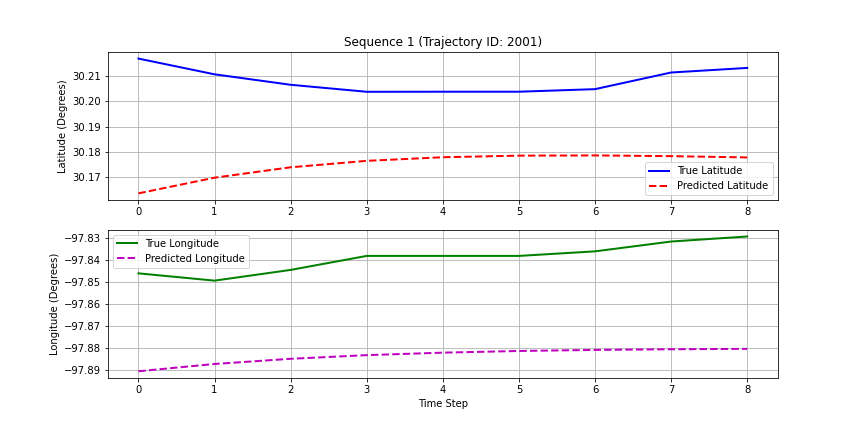 Sequence 1 (Trajectory ID: 2001)
Latitude (Degrees)
30.21
30.20
30.19
30.18
30.17
True Latitude
Predicted Latitude
0 1 2 3 4 5 6 7 8
Longitude (Degrees)
−97.83
−97.84
−97.85
−97.86
−97.87
−97.88
−97.89
True Longitude
Predicted Longitude
0 1 2 3 4 5 6 7 8
Time Step